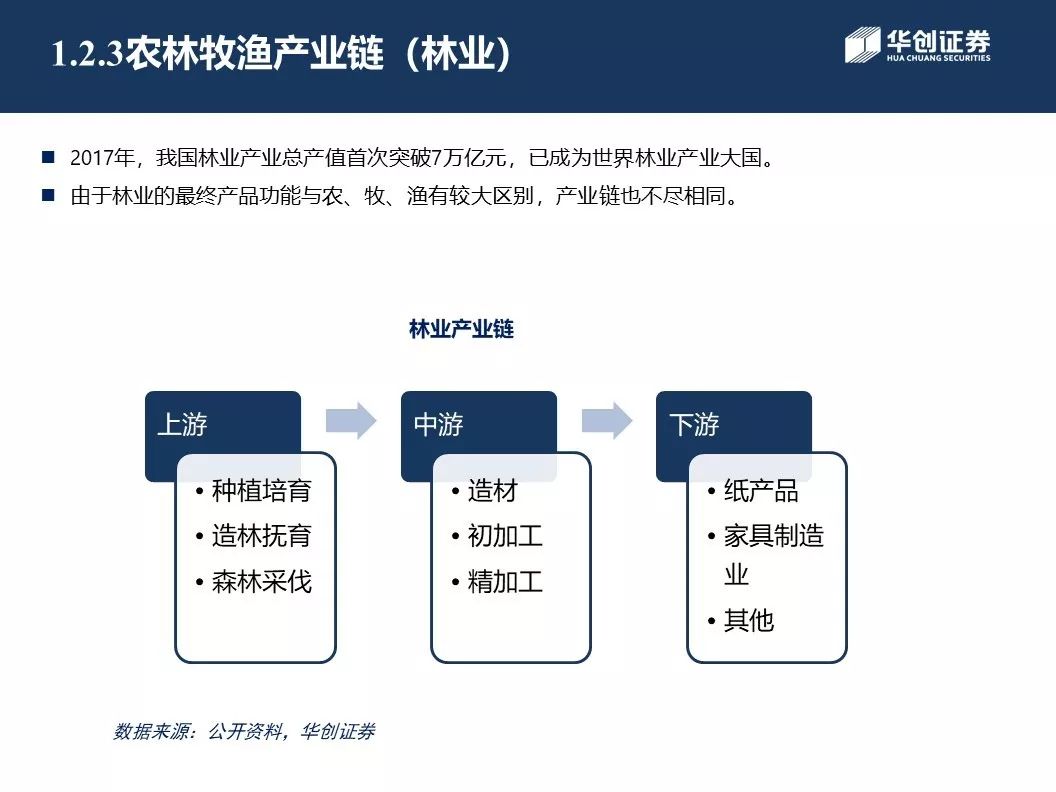 1.2.3农林牧渔产业链（林业）
华创证券
HUA CHUANG SECURITIES
■ 2017年，我国林业产业总产值首次突破7万亿元，已成为世界林业产业大国。
■ 由于林业的最终产品功能与农、牧、渔有较大区别，产业链也不尽相同。
林业产业链
上游
• 种植培育
• 造林抚育
• 森林采伐
中游
• 造材
• 初加工
• 精加工
下游
• 纸产品
• 家具制造
业
• 其他
数据来源：公开资料，华创证券